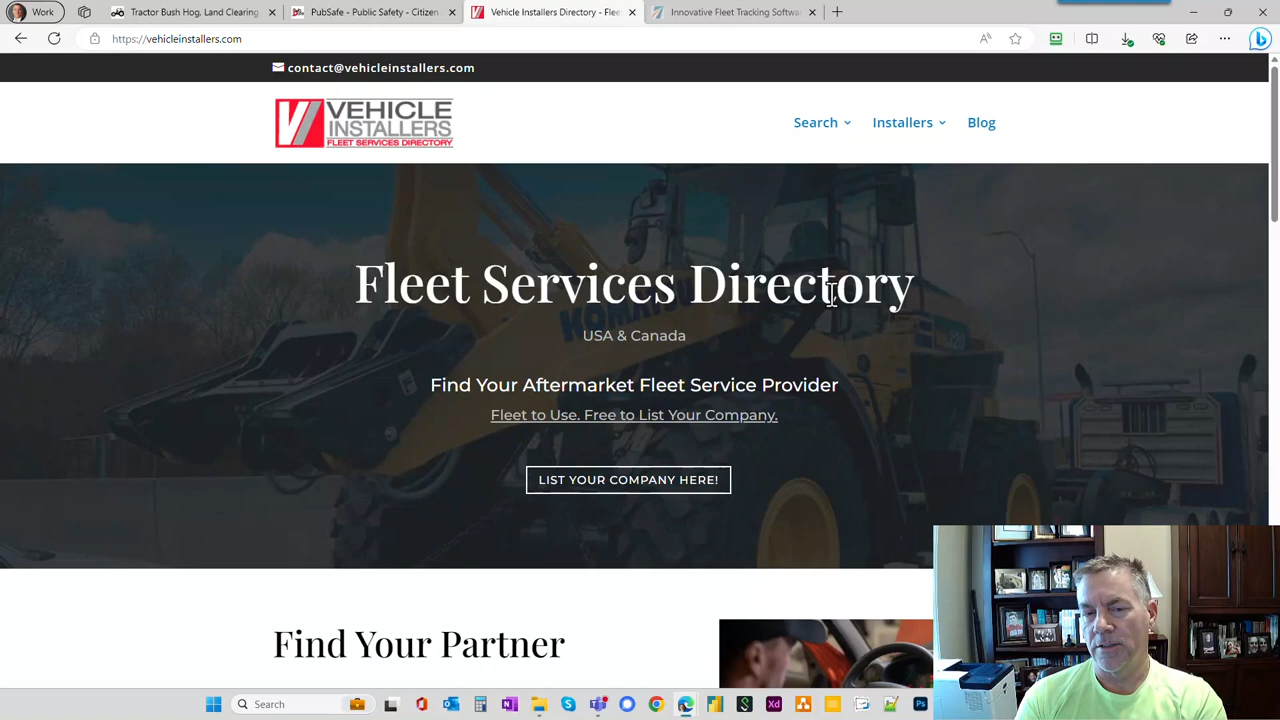 Work
Tractor Bush Hog, Land Clearing
PubSafe - Public Safety - Citizen
Vehicle Installers Directory - Flee
Innovative Fleet Tracking Softwa
https://vehicleinstallers.com
contact@vehicleinstallers.com
VEHICLE
INSTALLERS
FLEET SERVICES DIRECTORY
Search
Installers
Blog
Fleet Services Directory
USA & Canada
KOMATSU
Find Your Aftermarket Fleet Service Provider
Fleet to Use. Free to List Your Company.
LIST YOUR COMPANY HERE!
Find Your Partner
Search
Xd
Ps